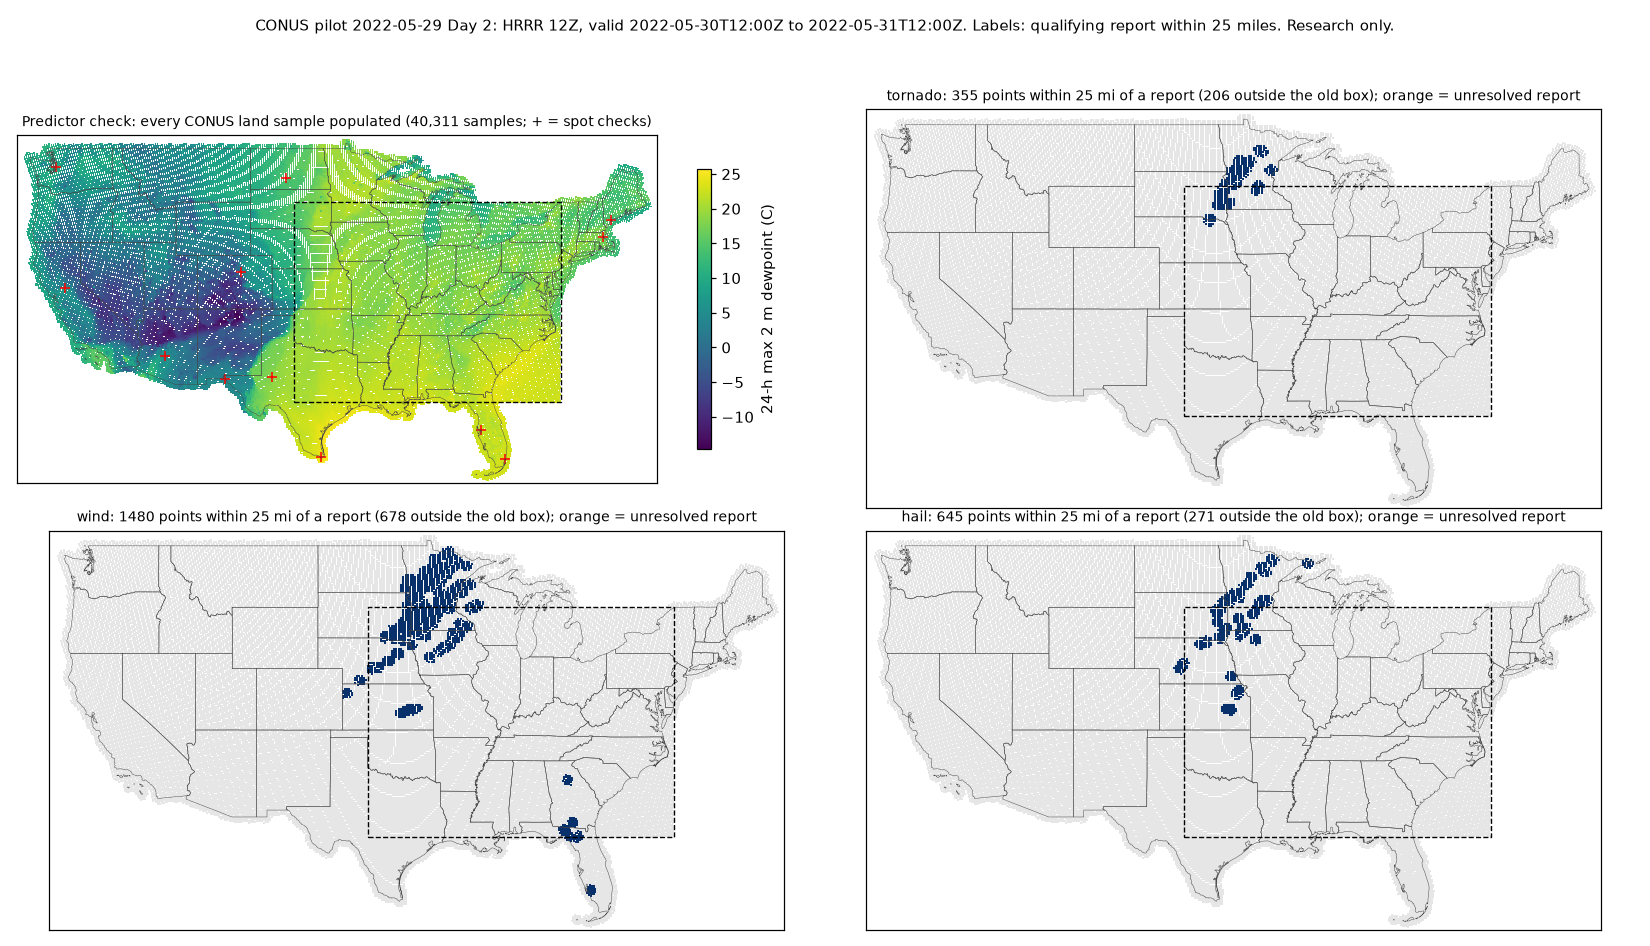 CONUS pilot 2022-05-29 Day 2: HRRR 12Z, valid 2022-05-30T12:00Z to 2022-05-31T12:00Z. Labels: qualifying report within 25 miles. Research only.
Predictor check: every CONUS land sample populated (40,311 samples; + = spot checks)
25
20
15
10
5
0
−5
−10
24-h max 2 m dewpoint (C)
tornado: 355 points within 25 mi of a report (206 outside the old box); orange = unresolved report
wind: 1480 points within 25 mi of a report (678 outside the old box); orange = unresolved report
hail: 645 points within 25 mi of a report (271 outside the old box); orange = unresolved report